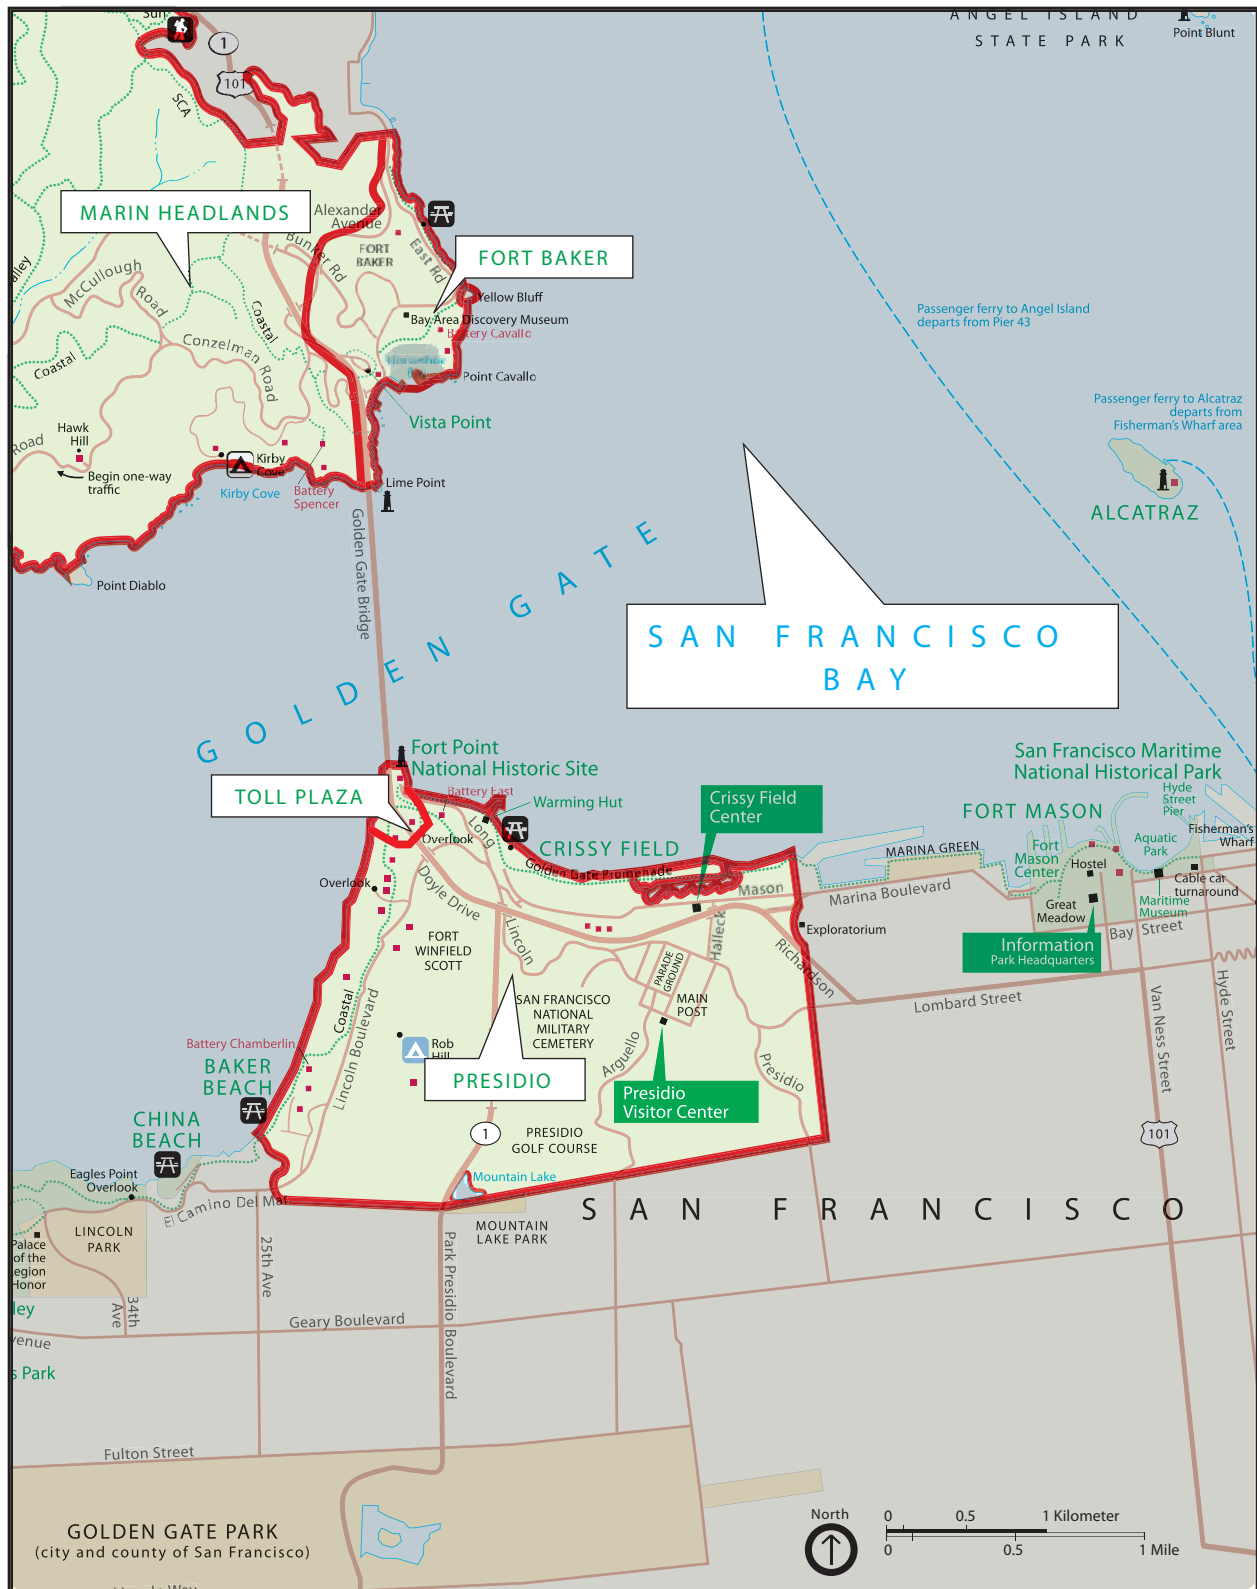 ANGEL ISLAND
STATE PARK
Point Blunt
1
101
SCA
MARIN HEADLANDS
Alexander
Avenue
FORT
BAKER
Bunker Rd
East Rd
FORT BAKER
McCullough
Road
Yellow Bluff
Bay Area Discovery Museum
Battery Cavallo
Coastal
Conzelman
Road
Coastal
Point Cavallo
Vista Point
Hawk
Hill
Road
Begin one-way
traffic
Kirby
Cove
Kirby Cove
Battery
Spencer
Lime Point
Point Diablo
Golden Gate Bridge
Passenger ferry to Angel Island
departs from Pier 43
Passenger ferry to Alcatraz
departs from
Fisherman's Wharf area
ALCATRAZ
GOLDEN GATE
SAN FRANCISCO
BAY
Fort Point
National Historic Site
TOLL PLAZA
Battery East
Warming Hut
Long
Overlook
CRISSY FIELD
Golden Gate Promenade
Crissy Field
Center
San Francisco Maritime
National Historical Park
Hyde
Street
Pier
FORT MASON
Fisherman's
Wharf
Aquatic
Park
MARINA GREEN
Fort
Mason
Center
Hostel
Cable car
turnaround
Maritime
Museum
Great
Meadow
Mason
Marina Boulevard
Bay Street
Information
Park Headquarters
Exploratorium
Overlook
Doyle Drive
Lincoln
Halleck
Richardson
FORT
WINFIELD
SCOTT
PARADE
GROUND
MAIN
POST
Lombard Street
Van Ness Street
Hyde Street
SAN FRANCISCO
NATIONAL
MILITARY
CEMETERY
Coastal
Lincoln Boulevard
Rob
Hill
Arguello
Presidio
Battery Chamberlin
BAKER
BEACH
PRESIDIO
Presidio
Visitor Center
CHINA
BEACH
1
PRESIDIO
GOLF COURSE
101
Eagles Point
Overlook
Mountain Lake
El Camino Del Mar
SAN FRANCISCO
LINCOLN
PARK
MOUNTAIN
LAKE PARK
Palace
of the
egion
Honor
25th Ave
Park Presidio Boulevard
34th
Ave
ley
Geary Boulevard
venue
s Park
Fulton Street
GOLDEN GATE PARK
(city and county of San Francisco)
North
0 0.5 1 Kilometer
0 0.5 1 Mile